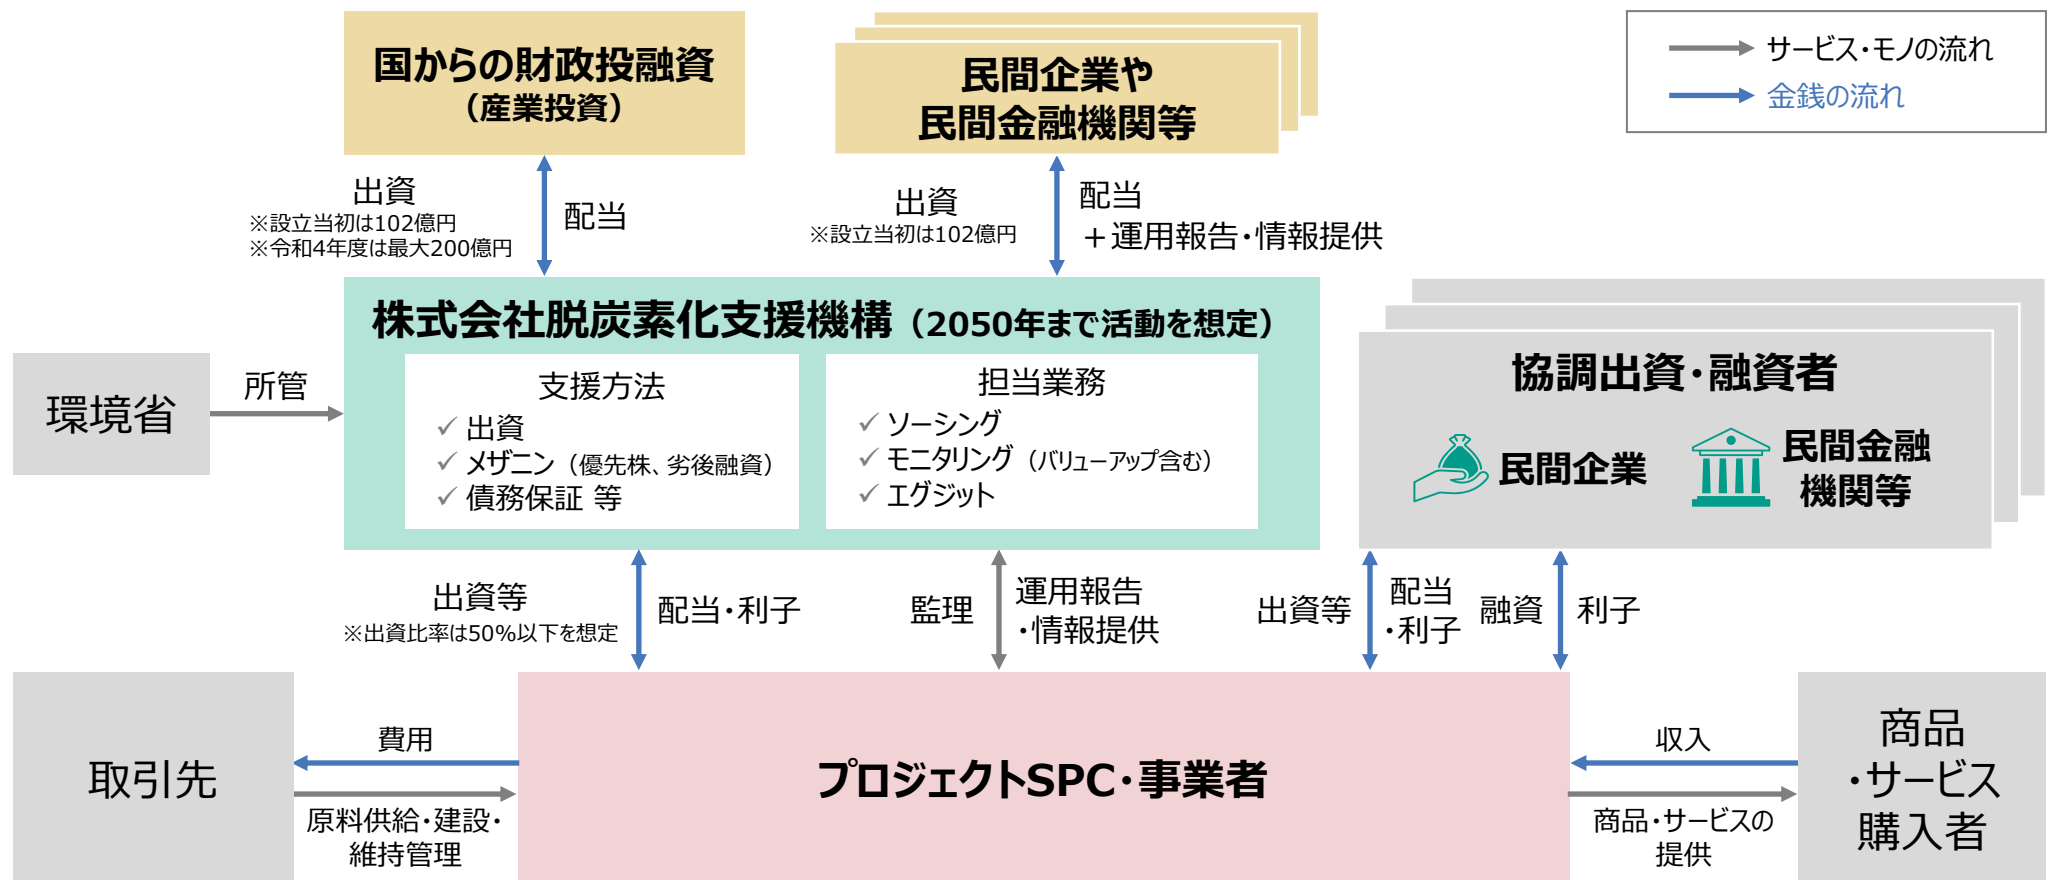 国からの財政投融資
（産業投資）
民間企業や
民間金融機関等
サービス・モノの流れ
金銭の流れ
出資
※設立当初は102億円
※令和4年度は最大200億円
配当
出資
※設立当初は102億円
配当
＋運用報告・情報提供
株式会社脱炭素化支援機構（2050年まで活動を想定）
環境省
所管
支援方法
✓出資
✓メザニン（優先株、劣後融資）
✓債務保証 等
担当業務
✓ソーシング
✓モニタリング（バリューアップ含む）
✓エグジット
協調出資・融資者
民間企業
民間金融
機関等
出資等
※出資比率は50%以下を想定
配当・利子
監理
運用報告
・情報提供
出資等
配当
・利子
融資
利子
取引先
費用
原料供給・建設・
維持管理
プロジェクトSPC・事業者
収入
商品・サービスの
提供
商品
・サービス
購入者